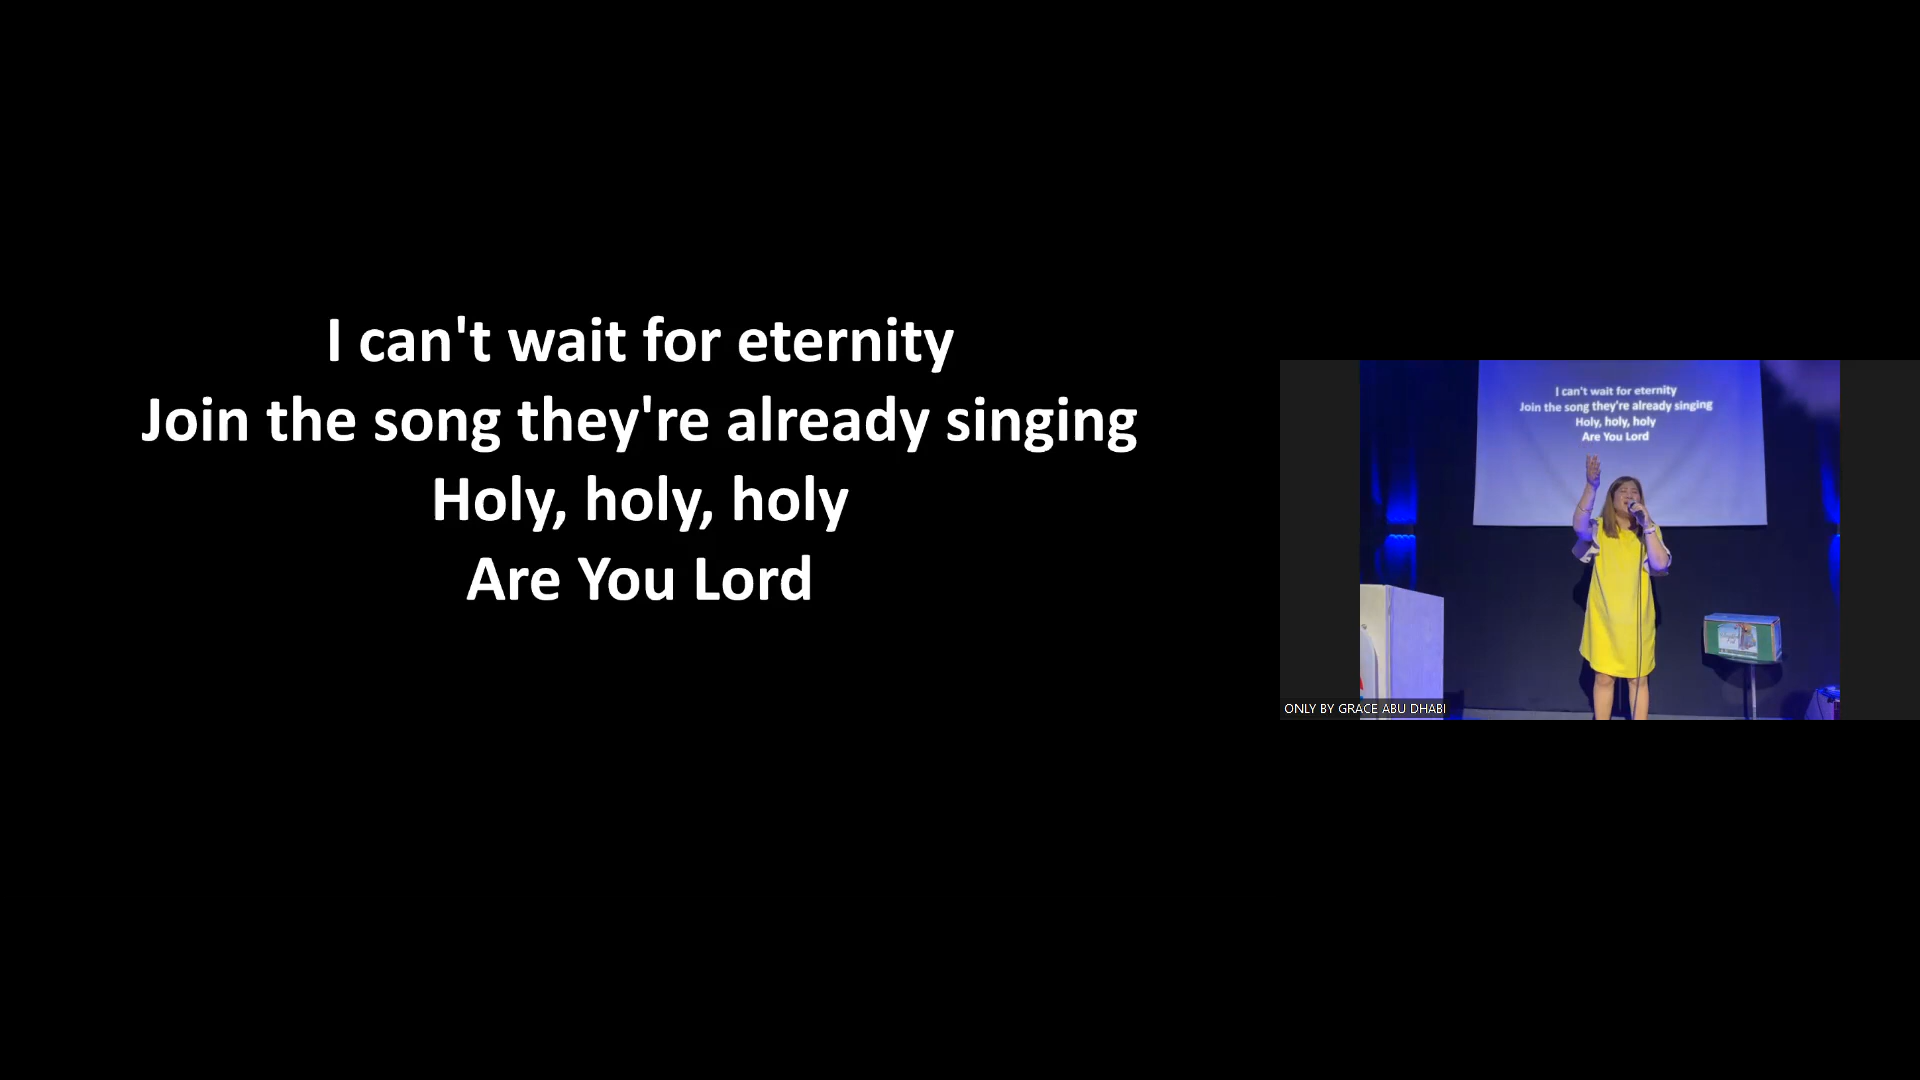 I can't wait for eternity
Join the song they're already singing
Holy, holy, holy
Are You Lord
I can't wait for eternity
Join the song they're already singing
Holy, holy, holy
Are You Lord
ONLY BY GRACE ABU DHABI